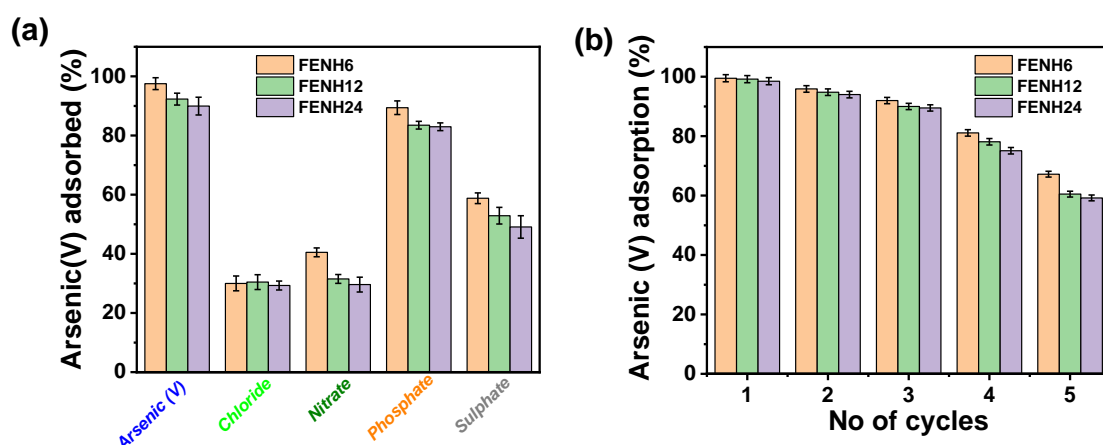 (a)
Arsenic(V) adsorbed (%)
100
80
60
40
20
0
FENH6
FENH12
FENH24
Arsenic (V)
Chloride
Nitrate
Phosphate
Sulphate
(b)
Arsenic (V) adsorption (%)
100
80
60
40
20
0
FENH6
FENH12
FENH24
1 2 3 4 5
No of cycles